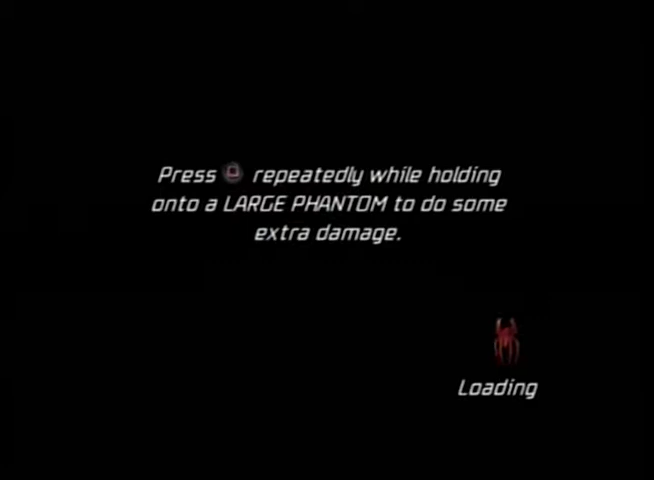 Press repeatedly while holding
onto a LARGE PHANTOM to do some
extra damage.
Loading